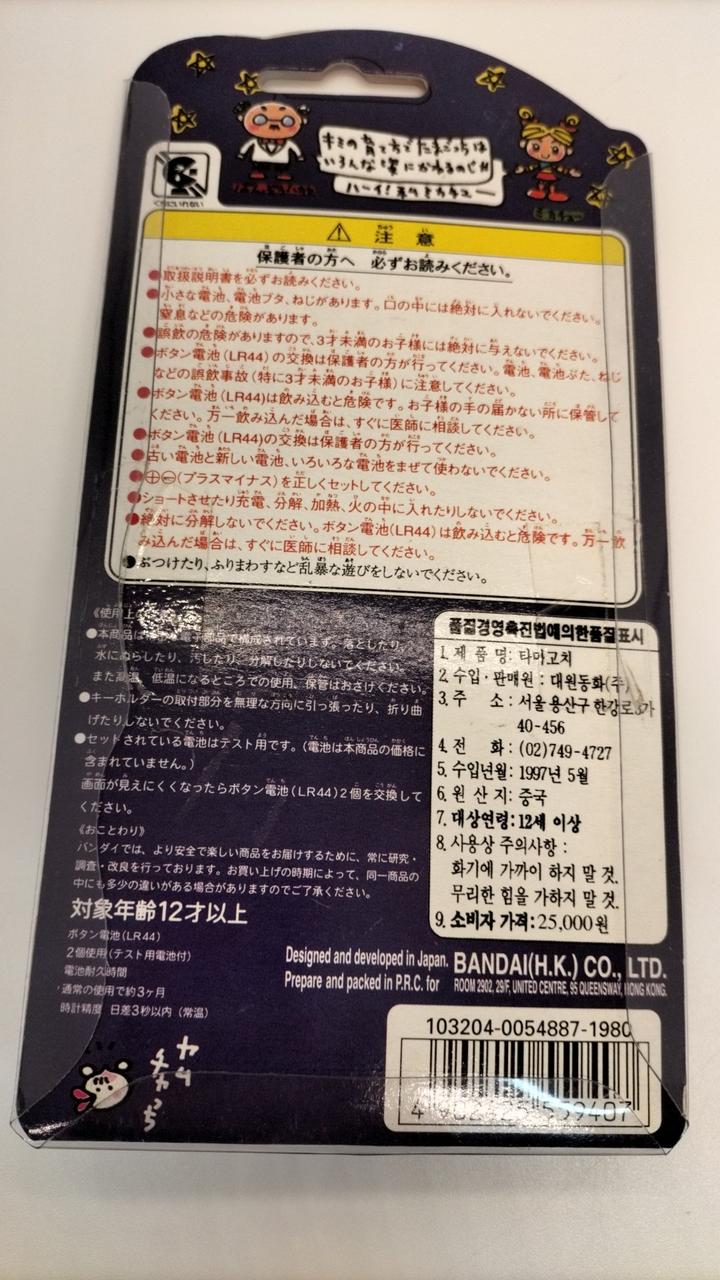 キミの育て方でたまごっちは
いろんな姿にかわるのじゃ!!
ハーイ!
ミカチュー
くちにいれない
注意
保護者の方へ 必ずお読みください。
●取扱説明書を必ずお読みください。
●小さな電池、電池ブタ、ねじがあります。口の中には絶対に入れないでください。
窒息などの危険があります。
●誤飲の危険がありますので、3才未満のお子様には絶対に与えないでください。
●ボタン電池(LR44)の交換は保護者の方が行ってください。電池、電池ぶた、ねじ
などの誤飲事故(特に3才未満のお子様)に注意してください。
●ボタン電池(LR44)は飲み込むと危険です。お子様の手の届かない所に保管して
ください。万一飲み込んだ場合は、すぐに医師に相談してください。
●ボタン電池(LR44)の交換は保護者の方が行ってください。
●古い電池と新しい電池、いろいろな電池をまぜて使わないでください。
●⊕⊖(プラスマイナス)を正しくセットしてください。
●ショートさせたり充電、分解、加熱、火の中に入れたりしないでください。
●絶対に分解しないでください。ボタン電池(LR44)は飲み込むと危険です。万一飲
み込んだ場合は、すぐに医師に相談してください。
●ぶつけたり、ふりまわすなど乱暴な遊びをしないでください。
《使用上
●本商品は 電子部品で構成されています。落としたり、
水にぬらしたり、汚したり、分解したりしないでください。
また高温、低温になるところでの使用、保管はおさけください。
●キーホルダーの取付部分を無理な方向に引っ張ったり、折り曲
げたりしないでください。
●セットされている電池はテスト用です。(電池は本商品の価格に
含まれていません。)
画面が見えにくくなったらボタン電池(LR44)2個を交換して
ください。
《おことわり》
バンダイでは、より安全で楽しい商品をお届けするために、常に研究・
調査・改良を行っております。お買い上げの時期によって、同一商品の
中にも多少の違いがある場合がありますのでご了承ください。
対象年齢12才以上
ボタン電池(LR44)
2個使用(テスト用電池付)
電池耐久時間
通常の使用で約3ヶ月
時計精度 日差3秒以内(常温)
품질경영촉진법에의한품질표시
1. 제 품 명: 타마고치
2. 수입·판매원 : 대원동화(주)
3. 주 소: 서울 용산구 한강로3가
40-456
4. 전 화: (02)749-4727
5. 수입년월: 1997년 5월
6. 원 산 지: 중국
7. 대상연령: 12세 이상
8. 사용상 주의사항 :
화기에 가까이 하지 말 것.
무리한 힘을 가하지 말 것.
9. 소비자 가격: 25,000원
Designed and developed in Japan.
Prepare and packed in P.R.C. for
BANDAI(H.K.) CO., LTD.
ROOM 2902, 29/F, UNITED CENTRE, 95 QUEENSWAY, HONG KONG.
103204-0054887-1980
559407